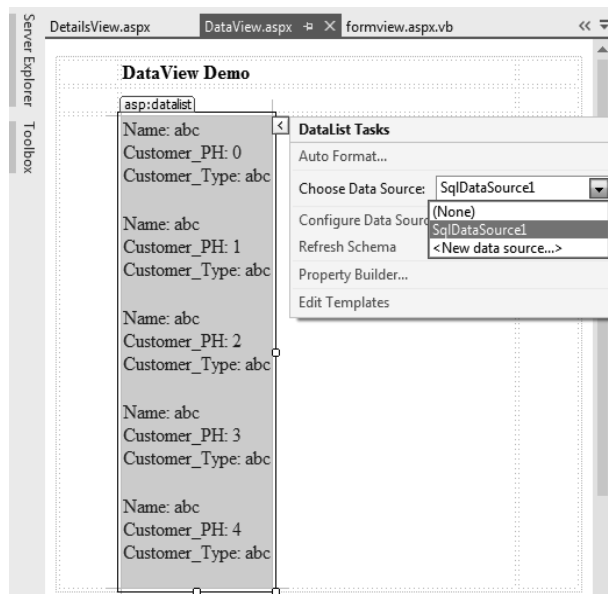 Server Explorer
Toolbox
DetailsView.aspx
DataView.aspx
formview.aspx.vb
DataView Demo
asp:datalist
Name: abc
Customer_PH: 0
Customer_Type: abc
Name: abc
Customer_PH: 1
Customer_Type: abc
Name: abc
Customer_PH: 2
Customer_Type: abc
Name: abc
Customer_PH: 3
Customer_Type: abc
Name: abc
Customer_PH: 4
Customer_Type: abc
DataList Tasks
Auto Format...
Choose Data Source: SqlDataSource1
(None)
SqlDataSource1
<New data source...>
Configure Data Sourc
Refresh Schema
Property Builder...
Edit Templates